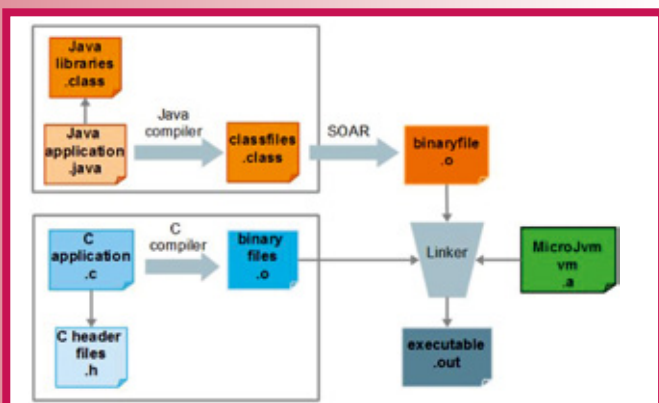 Java
libraries
.class
Java
application
.java
Java
compiler
classfiles
.class
SOAR
binaryfile
.o
C
application
.c
C
compiler
binary
files
.o
Linker
MicroJvm
vm
.a
C header
files
.h
executable
.out